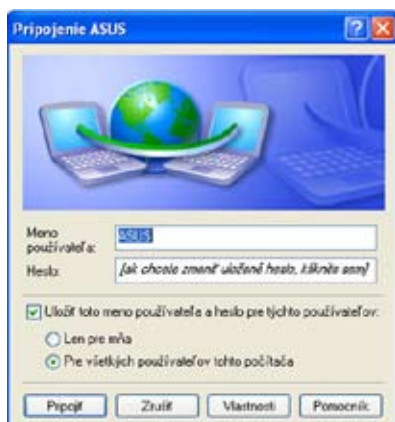 Pripojenie ASUS
Meno
používateľa:
ASUS
Heslo:
[ak chcete zmeniť uložené heslo, kliknite sem]
Uložiť toto meno používateľa a heslo pre týchto používateľov:
Len pre mňa
Pre všetkých používateľov tohto počítača
Pripojiť
Zrušiť
Vlastnosti
Pomocník